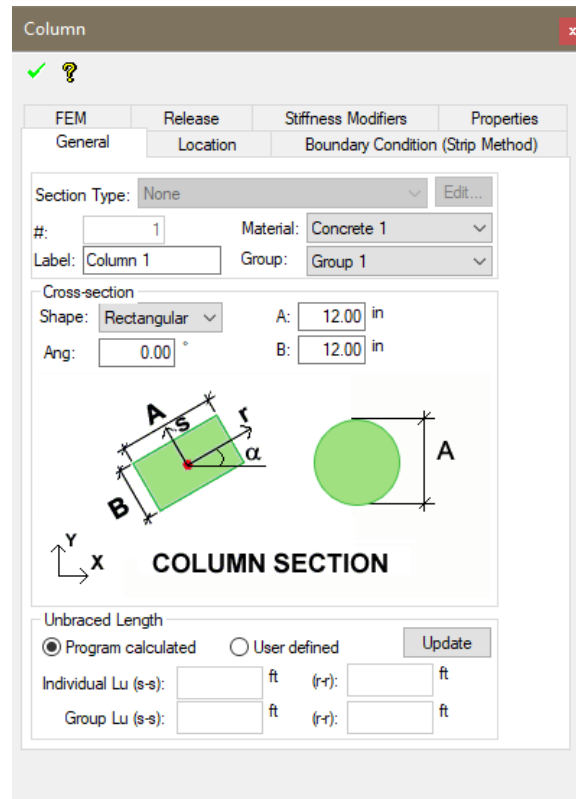 Column
x
?
FEM Release Stiffness Modifiers Properties
General Location Boundary Condition (Strip Method)
Section Type: None Edit...
#: 1 Material: Concrete 1
Label: Column 1 Group: Group 1
Cross-section
Shape: Rectangular A: 12.00 in
Ang: 0.00 ° B: 12.00 in
A s r α B
A
Y
X
COLUMN SECTION
Unbraced Length
Program calculated User defined Update
Individual Lu (s-s): ft (r-r): ft
Group Lu (s-s): ft (r-r): ft